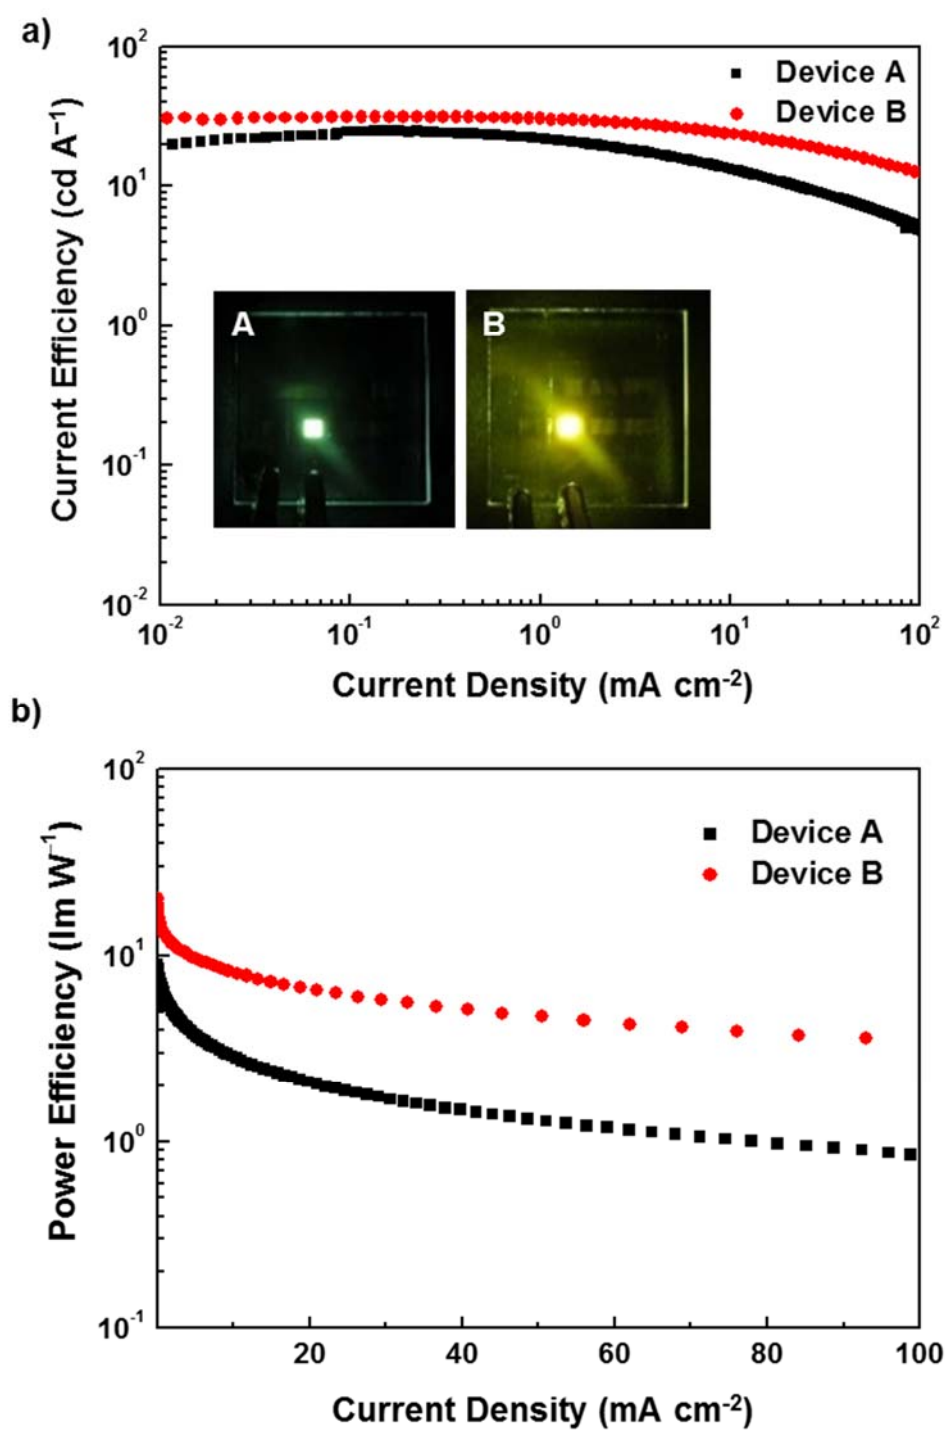 a)
10²
Device A
Device B
10¹
10⁰
10⁻¹
10⁻²
Current Efficiency (cd A⁻¹)
A
B
10⁻² 10⁻¹ 10⁰ 10¹ 10²
Current Density (mA cm⁻²)
b)
10²
Device A
Device B
10¹
10⁰
10⁻¹
Power Efficiency (lm W⁻¹)
20 40 60 80 100
Current Density (mA cm⁻²)